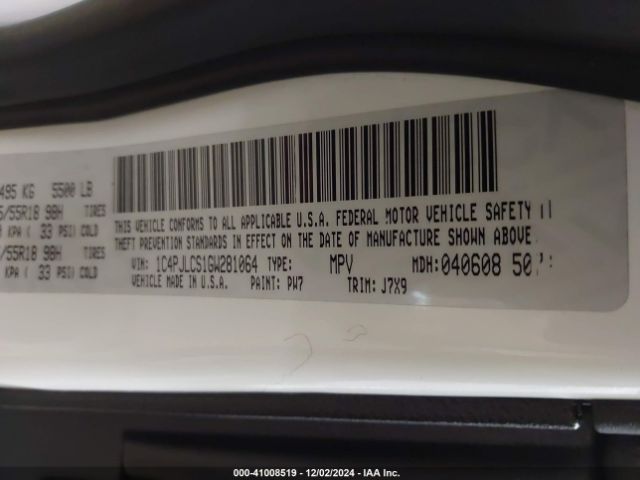 495 KG 5500 LB
/55R18 98H TIRES
KPA ( 33 PSI) COLD
/55R18 98H TIRES
KPA ( 33 PSI) COLD
THIS VEHICLE CONFORMS TO ALL APPLICABLE U.S.A. FEDERAL MOTOR VEHICLE SAFETY
THEFT PREVENTION STANDARDS IN EFFECT ON THE DATE OF MANUFACTURE SHOWN ABOVE.
VIN: 1C4PJLCS1GW281064 TYPE: MPV MDH:040608 50
VEHICLE MADE IN U.S.A. PAINT: PW7 TRIM: J7X9
000-41008519 - 12/02/2024 - IAA Inc.